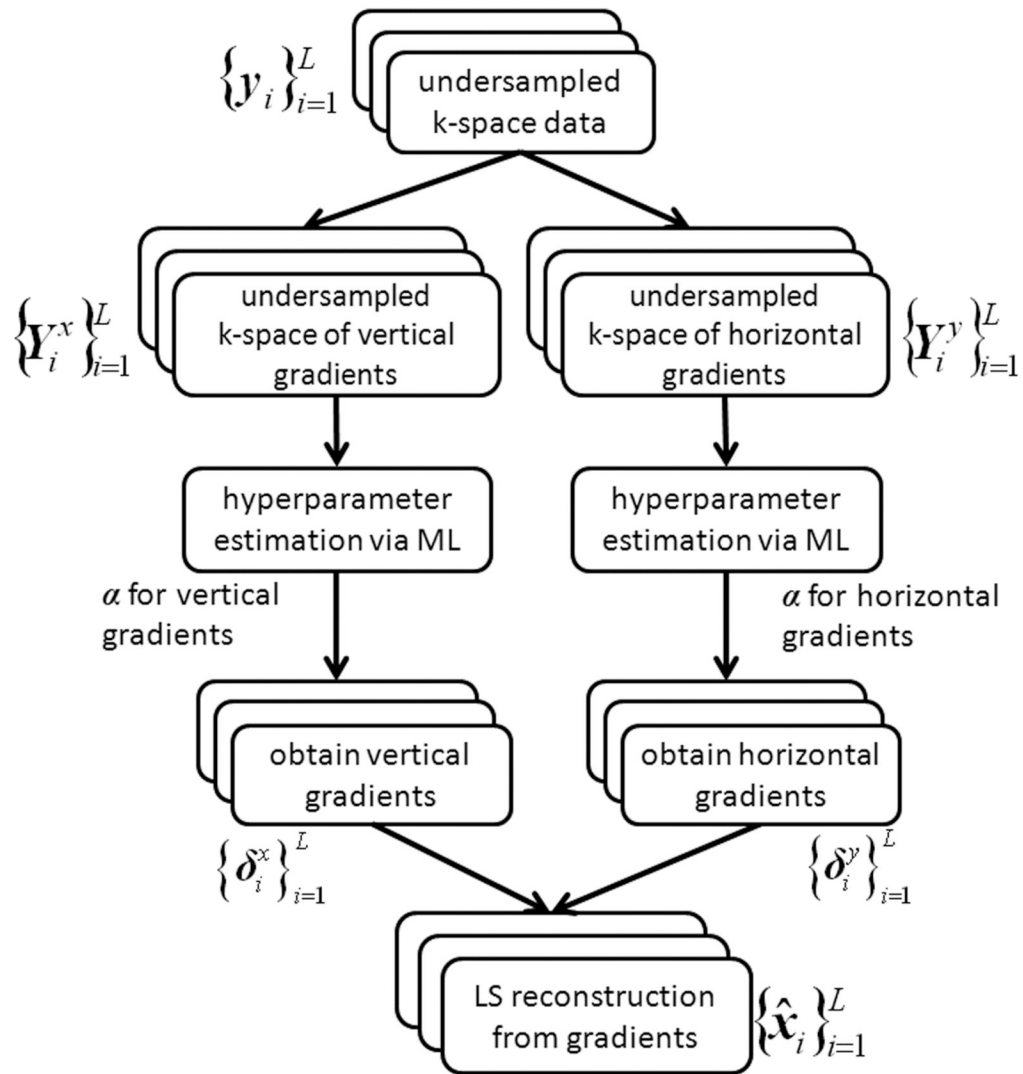 {y_i}_{i=1}^{L}
undersampled
k-space data
{Y_i^x}_{i=1}^{L}
undersampled
k-space of vertical
gradients
undersampled
k-space of horizontal
gradients
{Y_i^y}_{i=1}^{L}
hyperparameter
estimation via ML
hyperparameter
estimation via ML
α for vertical
gradients
α for horizontal
gradients
obtain vertical
gradients
obtain horizontal
gradients
{δ_i^x}_{i=1}^{L}
{δ_i^y}_{i=1}^{L}
LS reconstruction
from gradients
{x̂_i}_{i=1}^{L}